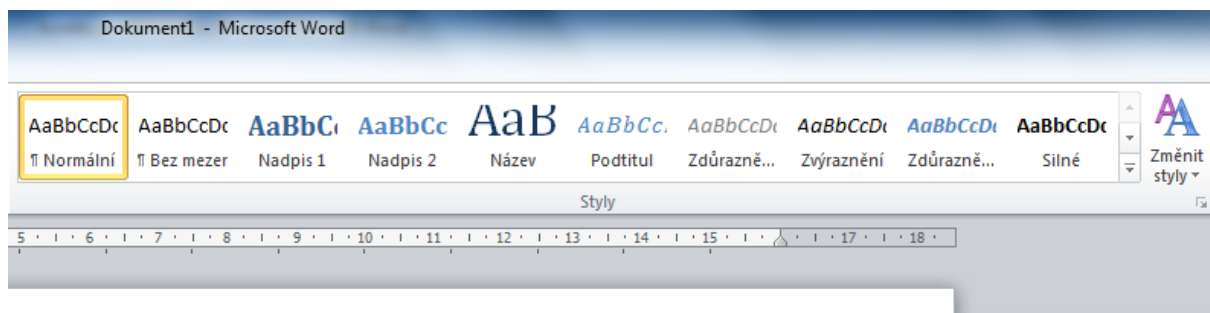 Dokument1 - Microsoft Word
AaBbCcDc AaBbCcDc AaBbC AaBbCc AaB AaBbCc. AaBbCcDc AaBbCcDc AaBbCcDc AaBbCcDc
¶ Normální ¶ Bez mezer Nadpis 1 Nadpis 2 Název Podtitul Zdůrazně... Zvýraznění Zdůrazně... Silné
Změnit
styly
Styly
5 6 7 8 9 10 11 12 13 14 15 17 18